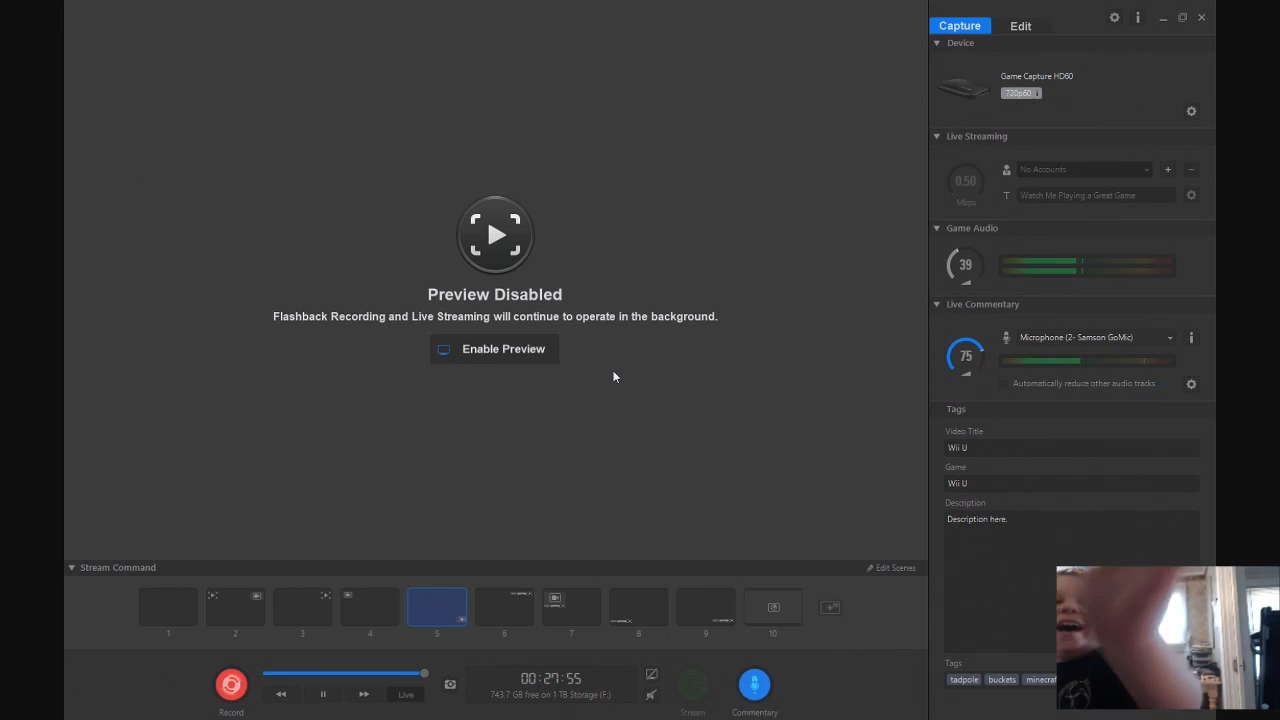 Capture Edit
Device
Game Capture HD60
720p60 i
Live Streaming
No Accounts
0.50
Mbps
T Watch Me Playing a Great Game
Game Audio
39
Live Commentary
Microphone (2- Samson GoMic)
75
Automatically reduce other audio tracks
Tags
Video Title
Wii U
Game
Wii U
Description
Description here.
Preview Disabled
Flashback Recording and Live Streaming will continue to operate in the background.
Enable Preview
Stream Command
Edit Scenes
1 2 3 4 5 6 7 8 9 10
00:27:55
743.7 GB free on 1 TB Storage (F:)
Live
Record
Stream
Commentary
Tags
tadpole buckets